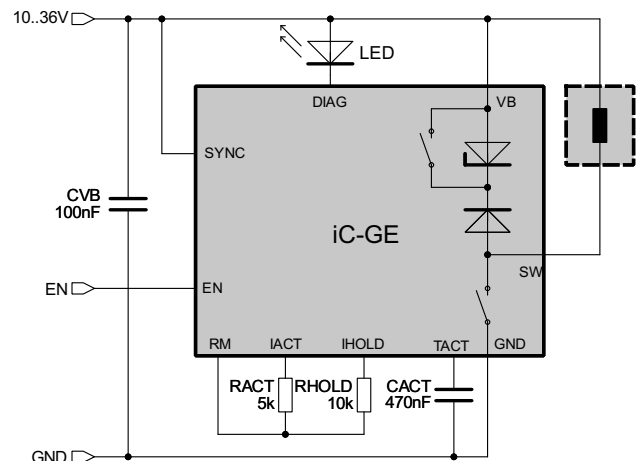 10..36V
LED
DIAG
VB
SYNC
CVB
100nF
iC-GE
SW
EN
EN
RM
IACT
IHOLD
TACT
GND
RACT
5k
RHOLD
10k
CACT
470nF
GND